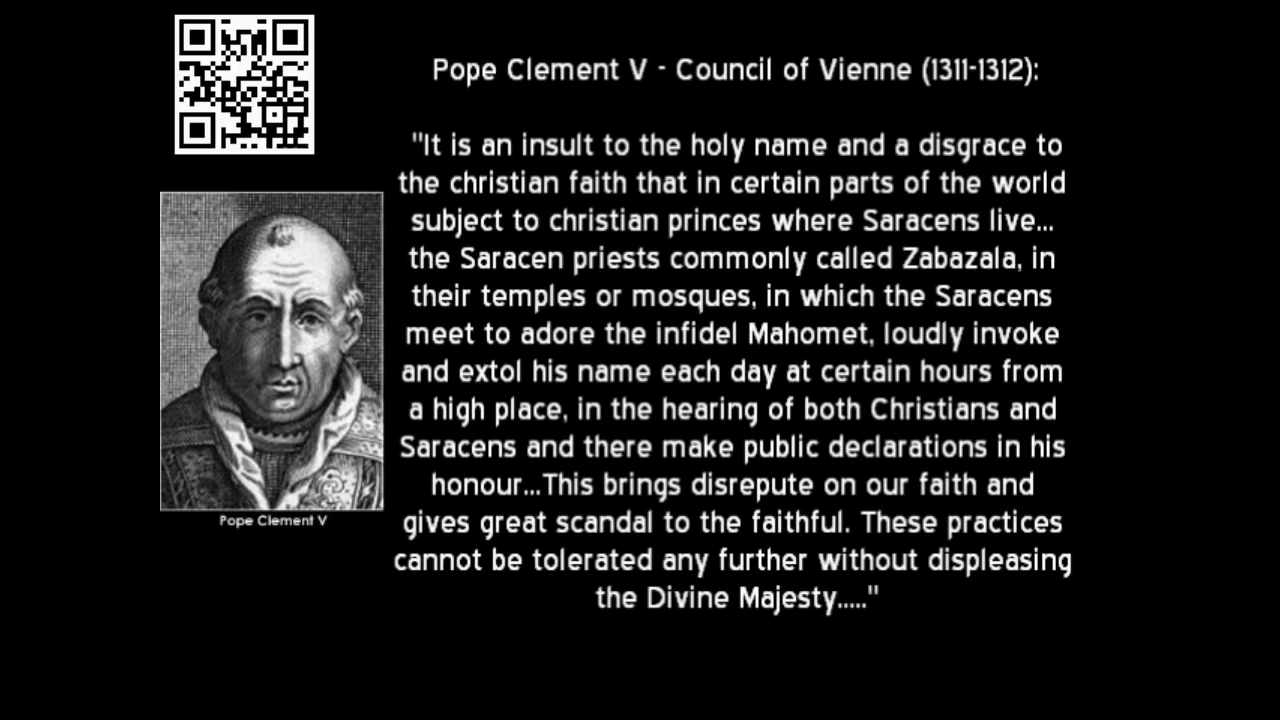 Pope Clement V - Council of Vienne (1311-1312):
"It is an insult to the holy name and a disgrace to
the christian faith that in certain parts of the world
subject to christian princes where Saracens live...
the Saracen priests commonly called Zabazala, in
their temples or mosques, in which the Saracens
meet to adore the infidel Mahomet, loudly invoke
and extol his name each day at certain hours from
a high place, in the hearing of both Christians and
Saracens and there make public declarations in his
honour...This brings disrepute on our faith and
gives great scandal to the faithful. These practices
cannot be tolerated any further without displeasing
the Divine Majesty....."
Pope Clement V